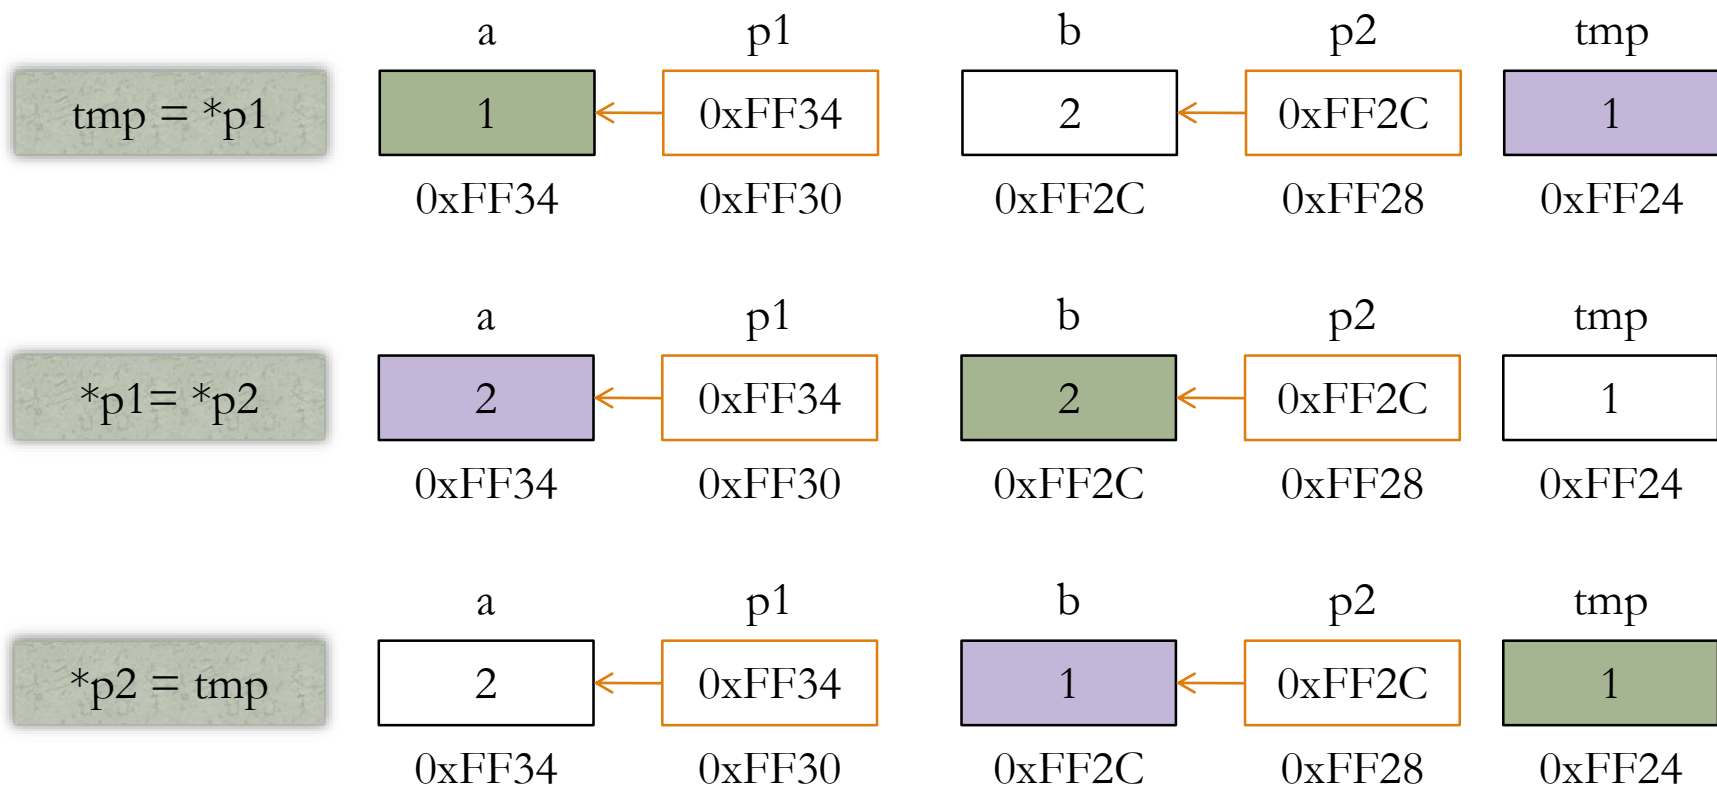 a p1 b p2 tmp
tmp = *p1 1 0xFF34 2 0xFF2C 1
0xFF34 0xFF30 0xFF2C 0xFF28 0xFF24
a p1 b p2 tmp
*p1= *p2 2 0xFF34 2 0xFF2C 1
0xFF34 0xFF30 0xFF2C 0xFF28 0xFF24
a p1 b p2 tmp
*p2 = tmp 2 0xFF34 1 0xFF2C 1
0xFF34 0xFF30 0xFF2C 0xFF28 0xFF24